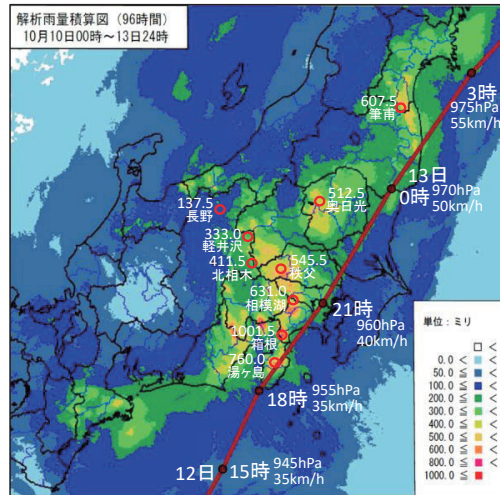 解析雨量積算図（96時間）
10月10日00時～13日24時
3時
975hPa
55km/h
607.5
筆甫
13日
0時
970hPa
50km/h
512.5
奥日光
137.5
長野
333.0
軽井沢
411.5
北相木
545.5
秩父
631.0
相模湖
21時
960hPa
40km/h
1001.5
箱根
760.0
湯ヶ島
18時
955hPa
35km/h
12日
15時
945hPa
35km/h
単位：ミリ
□ <
0.0 < □ <
50.0 ≦ □ <
100.0 ≦ □ <
200.0 ≦ □ <
300.0 ≦ □ <
400.0 ≦ □ <
500.0 ≦ □ <
600.0 ≦ □ <
800.0 ≦ □ <
1000.0 ≦